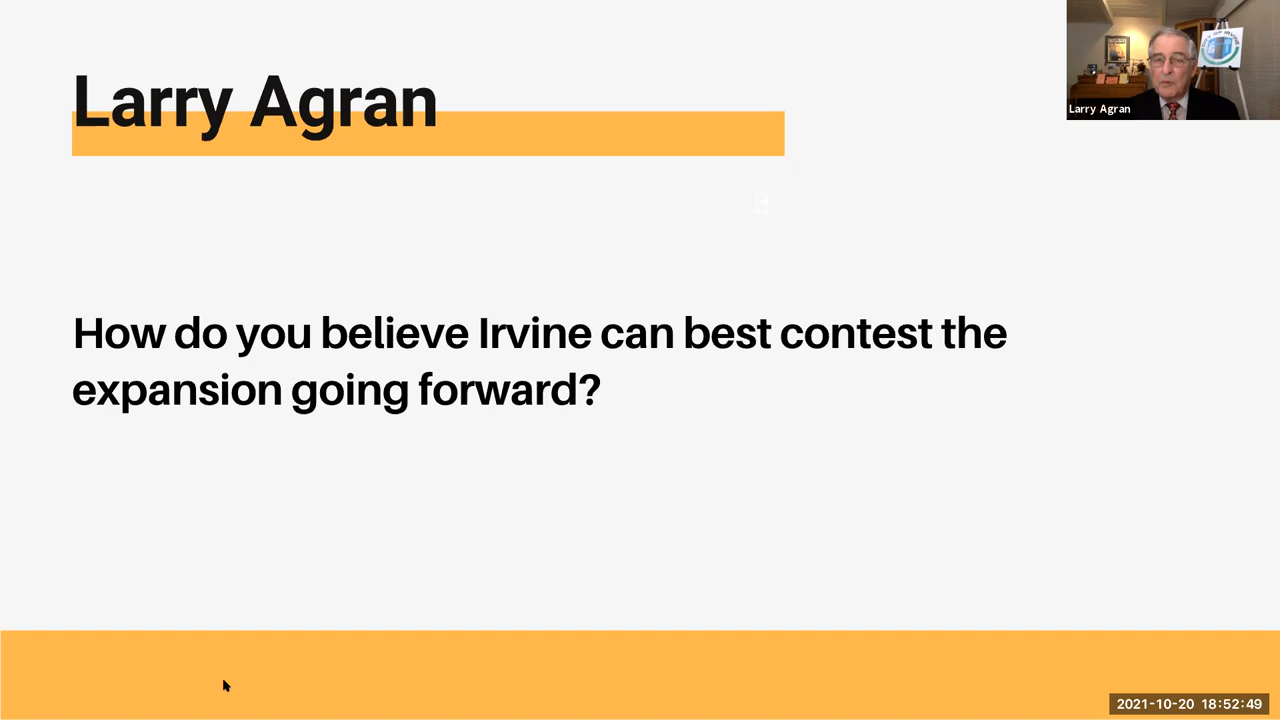 Larry Agran
Larry Agran
How do you believe Irvine can best contest the
expansion going forward?
2021-10-20 18:52:49